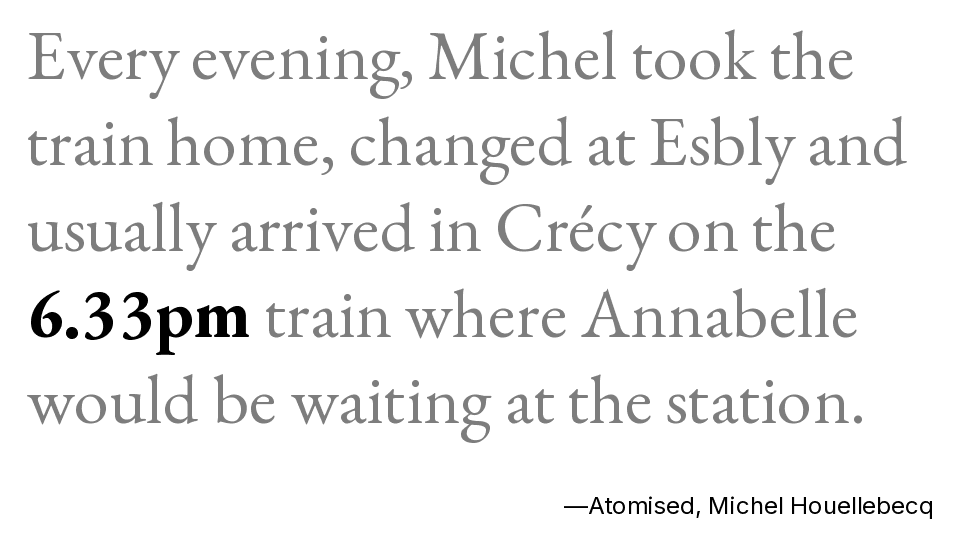 Every evening, Michel took the
train home, changed at Esbly and
usually arrived in Crécy on the
6.33pm train where Annabelle
would be waiting at the station.
—Atomised, Michel Houellebecq